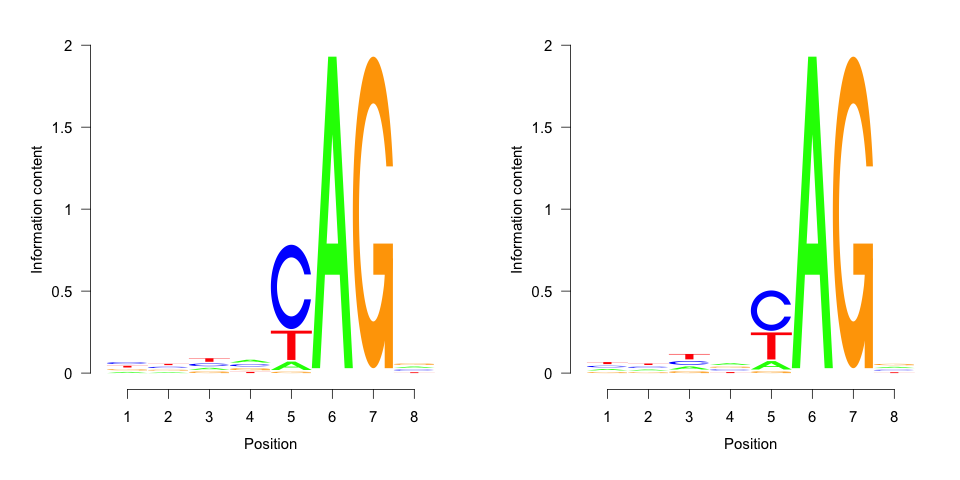 2
1.5
1
0.5
0
Information content
C
T
A
A
G
1 2 3 4 5 6 7 8
Position
2
1.5
1
0.5
0
Information content
C
T
A
A
G
1 2 3 4 5 6 7 8
Position